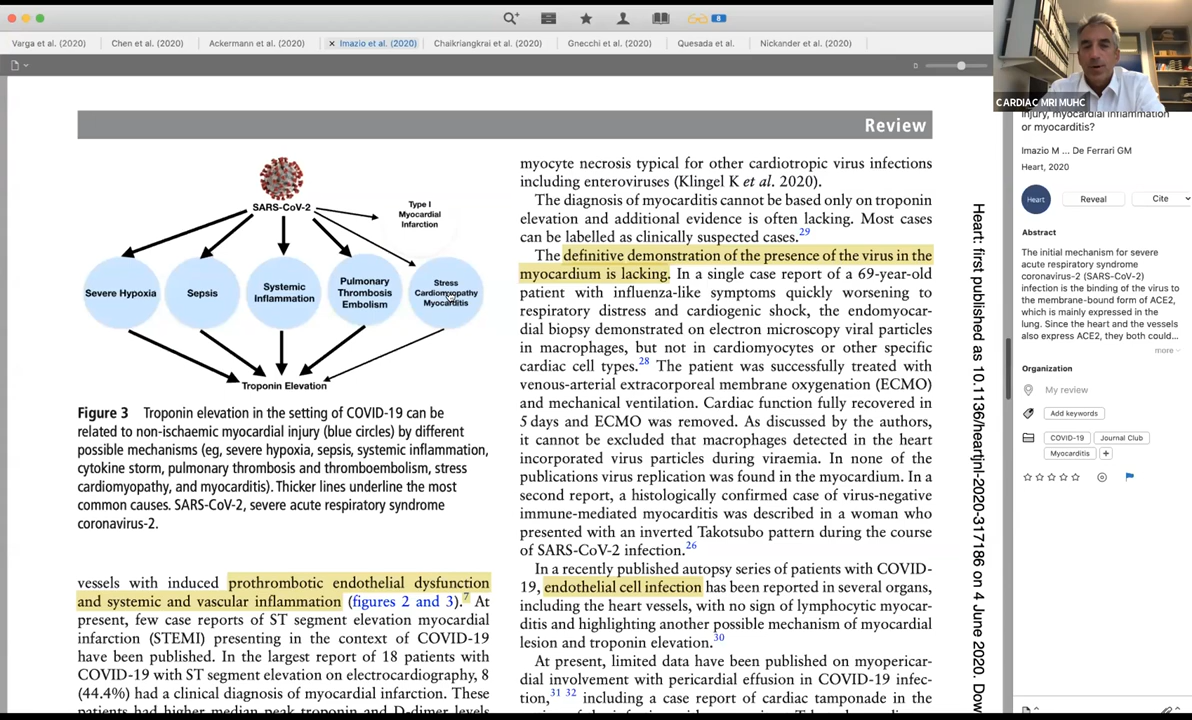 8
Varga et al. (2020)
Chen et al. (2020)
Ackermann et al. (2020)
× Imazio et al. (2020)
Chaikriangkrai et al. (2020)
Gnecchi et al. (2020)
Quesada et al.
Nickander et al. (2020)
CARDIAC MRI MUHC
Review
SARS-CoV-2
Type I
Myocardial
Infarction
Severe Hypoxia
Sepsis
Systemic
Inflammation
Pulmonary
Thrombosis
Embolism
Stress
Cardiomyopathy
Myocarditis
Troponin Elevation
Figure 3 Troponin elevation in the setting of COVID-19 can be
related to non-ischaemic myocardial injury (blue circles) by different
possible mechanisms (eg, severe hypoxia, sepsis, systemic inflammation,
cytokine storm, pulmonary thrombosis and thromboembolism, stress
cardiomyopathy, and myocarditis). Thicker lines underline the most
common causes. SARS-CoV-2, severe acute respiratory syndrome
coronavirus-2.
vessels with induced prothrombotic endothelial dysfunction
and systemic and vascular inflammation (figures 2 and 3).7 At
present, few case reports of ST segment elevation myocardial
infarction (STEMI) presenting in the context of COVID-19
have been published. In the largest report of 18 patients with
COVID-19 with ST segment elevation on electrocardiography, 8
(44.4%) had a clinical diagnosis of myocardial infarction. These
patients had higher median peak troponin and D-dimer levels
myocyte necrosis typical for other cardiotropic virus infections
including enteroviruses (Klingel K et al. 2020).
The diagnosis of myocarditis cannot be based only on troponin
elevation and additional evidence is often lacking. Most cases
can be labelled as clinically suspected cases.29
The definitive demonstration of the presence of the virus in the
myocardium is lacking. In a single case report of a 69-year-old
patient with influenza-like symptoms quickly worsening to
respiratory distress and cardiogenic shock, the endomyocar-
dial biopsy demonstrated on electron microscopy viral particles
in macrophages, but not in cardiomyocytes or other specific
cardiac cell types.28 The patient was successfully treated with
venous-arterial extracorporeal membrane oxygenation (ECMO)
and mechanical ventilation. Cardiac function fully recovered in
5 days and ECMO was removed. As discussed by the authors,
it cannot be excluded that macrophages detected in the heart
incorporated virus particles during viraemia. In none of the
publications virus replication was found in the myocardium. In a
second report, a histologically confirmed case of virus-negative
immune-mediated myocarditis was described in a woman who
presented with an inverted Takotsubo pattern during the course
of SARS-CoV-2 infection.26
In a recently published autopsy series of patients with COVID-
19, endothelial cell infection has been reported in several organs,
including the heart vessels, with no sign of lymphocytic myocar-
ditis and highlighting another possible mechanism of myocardial
lesion and troponin elevation.30
At present, limited data have been published on myopericar-
dial involvement with pericardial effusion in COVID-19 infec-
tion,31 32 including a case report of cardiac tamponade in the
Heart: first published as 10.1136/heartjnl-2020-317186 on 4 June 2020. Dow
injury, myocardial inflammation
or myocarditis?
Imazio M ... De Ferrari GM
Heart, 2020
Heart
Reveal
Cite
Abstract
The initial mechanism for severe
acute respiratory syndrome
coronavirus-2 (SARS-CoV-2)
infection is the binding of the virus to
the membrane-bound form of ACE2,
which is mainly expressed in the
lung. Since the heart and the vessels
also express ACE2, they both could...
more
Organization
My review
Add keywords
COVID-19
Journal Club
Myocarditis
+